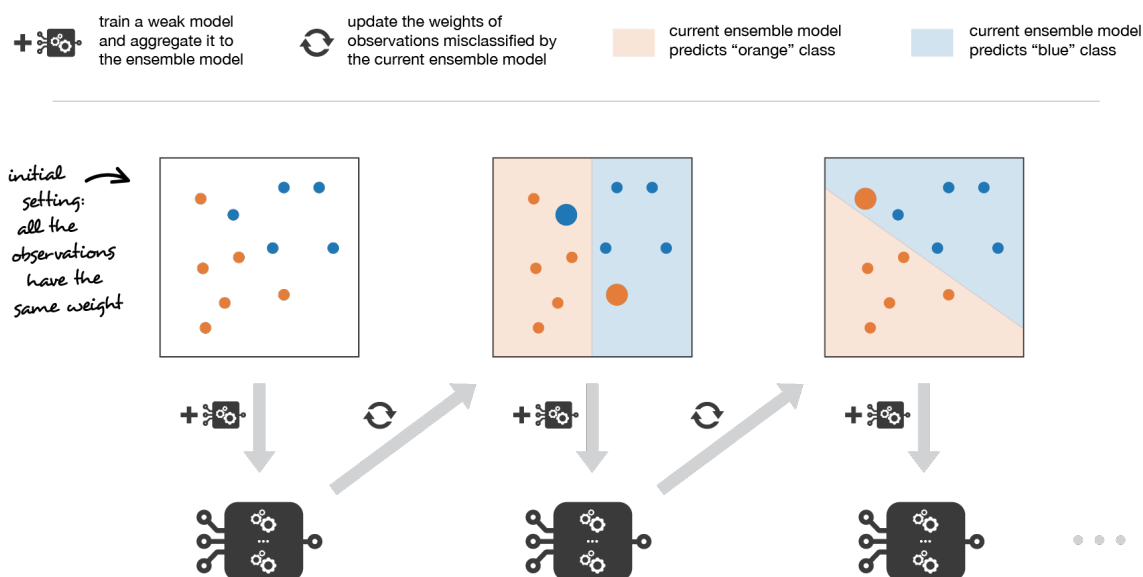 train a weak model
and aggregate it to
the ensemble model
update the weights of
observations misclassified by
the current ensemble model
current ensemble model
predicts “orange” class
current ensemble model
predicts “blue” class
initial
setting:
all the
observations
have the
same weight